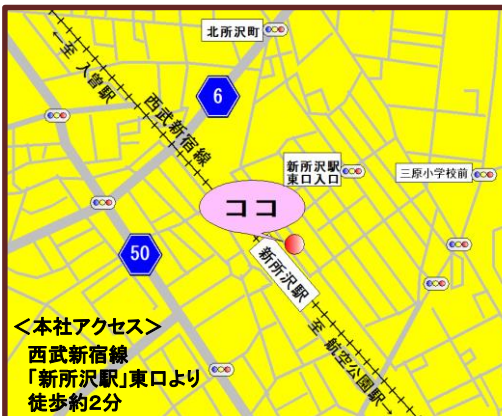 北所沢町
←至 入曽駅
西武新宿線
6
新所沢駅
東口入口
三原小学校前
ココ
50
新所沢駅
至 航空公園駅→
＜本社アクセス＞
西武新宿線
「新所沢駅」東口より
徒歩約2分